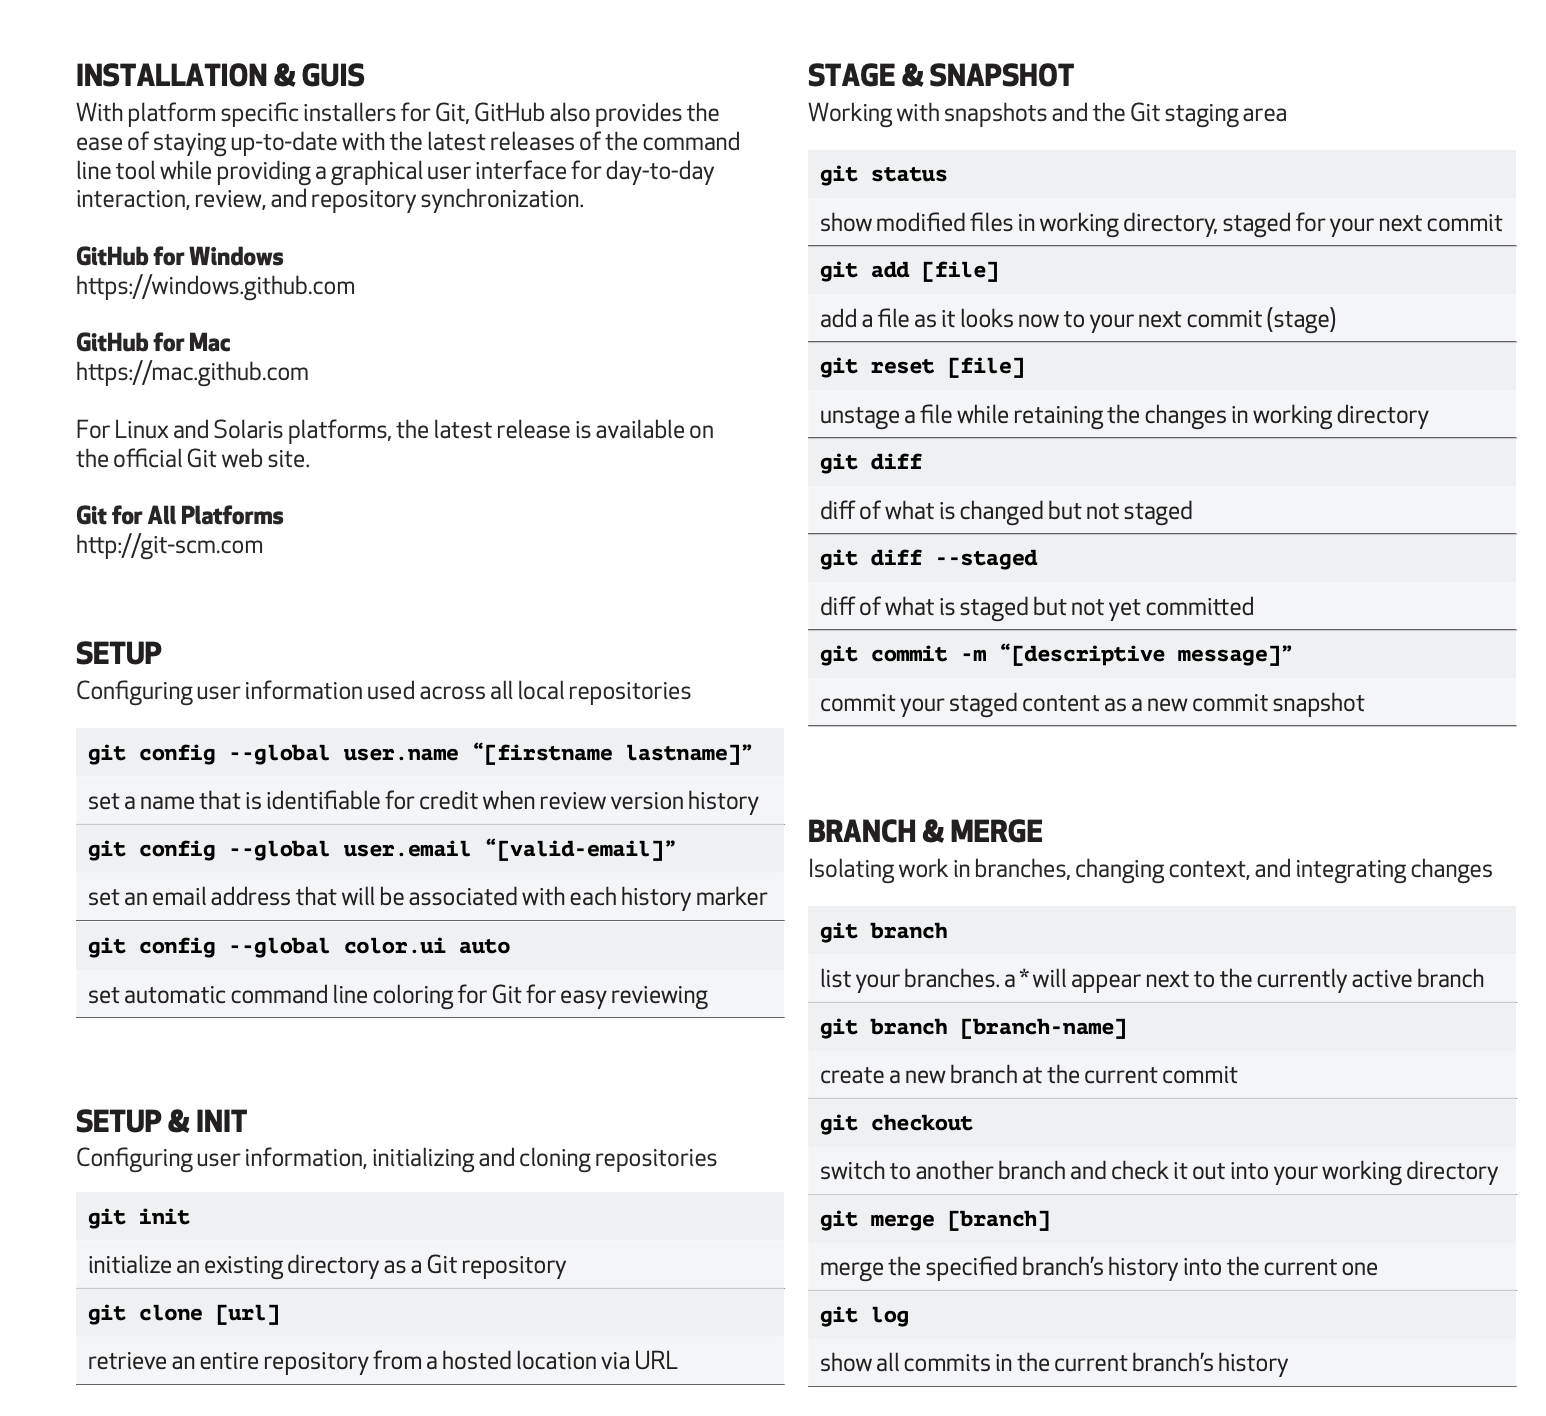 INSTALLATION & GUIS
With platform specific installers for Git, GitHub also provides the
ease of staying up-to-date with the latest releases of the command
line tool while providing a graphical user interface for day-to-day
interaction, review, and repository synchronization.
GitHub for Windows
https://windows.github.com
GitHub for Mac
https://mac.github.com
For Linux and Solaris platforms, the latest release is available on
the official Git web site.
Git for All Platforms
http://git-scm.com
SETUP
Configuring user information used across all local repositories
git config --global user.name “[firstname lastname]”
set a name that is identifiable for credit when review version history
git config --global user.email “[valid-email]”
set an email address that will be associated with each history marker
git config --global color.ui auto
set automatic command line coloring for Git for easy reviewing
SETUP & INIT
Configuring user information, initializing and cloning repositories
git init
initialize an existing directory as a Git repository
git clone [url]
retrieve an entire repository from a hosted location via URL
STAGE & SNAPSHOT
Working with snapshots and the Git staging area
git status
show modified files in working directory, staged for your next commit
git add [file]
add a file as it looks now to your next commit (stage)
git reset [file]
unstage a file while retaining the changes in working directory
git diff
diff of what is changed but not staged
git diff --staged
diff of what is staged but not yet committed
git commit -m “[descriptive message]”
commit your staged content as a new commit snapshot
BRANCH & MERGE
Isolating work in branches, changing context, and integrating changes
git branch
list your branches. a * will appear next to the currently active branch
git branch [branch-name]
create a new branch at the current commit
git checkout
switch to another branch and check it out into your working directory
git merge [branch]
merge the specified branch’s history into the current one
git log
show all commits in the current branch’s history